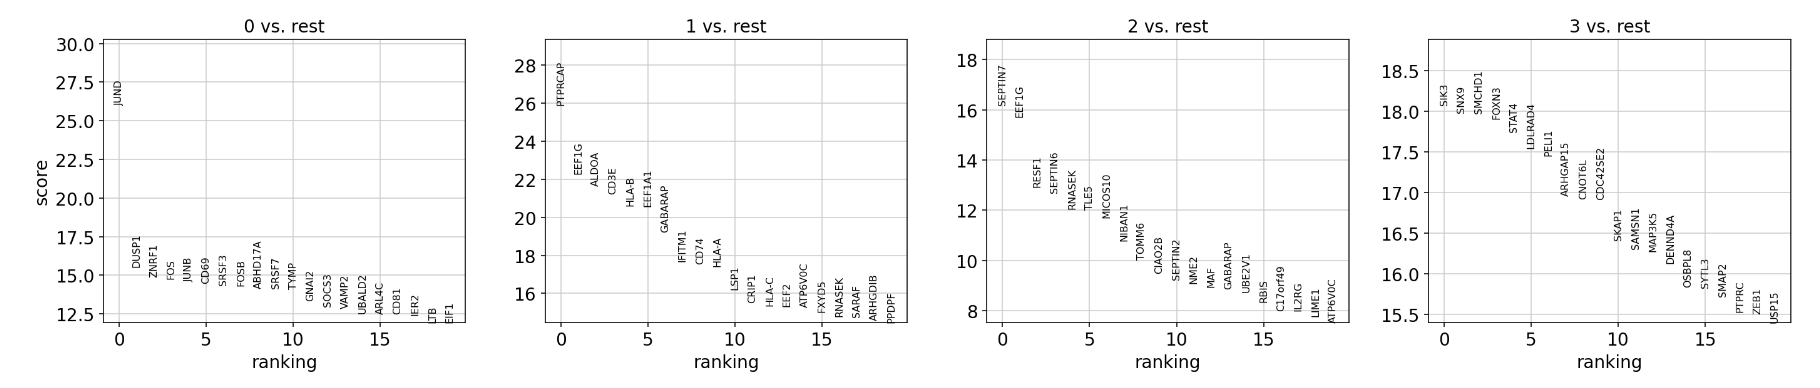 0 vs. rest
score
30.0
27.5
25.0
22.5
20.0
17.5
15.0
12.5
JUND
DUSP1
ZNRF1
FOS
JUNB
CD69
SRSF3
FOSB
ABHD17A
SRSF7
TYMP
GNAI2
SOCS3
VAMP2
UBALD2
ARL4C
CD81
IER2
LTB
EIF1
0 5 10 15
ranking
1 vs. rest
28
26
24
22
20
18
16
PTPRCAP
EEF1G
ALDOA
CD3E
HLA-B
EEF1A1
GABARAP
IFITM1
CD74
HLA-A
LSP1
CRIP1
HLA-C
EEF2
ATP6V0C
FXYD5
RNASEK
SARAF
ARHGDIB
PPDPF
0 5 10 15
ranking
2 vs. rest
18
16
14
12
10
8
SEPTIN7
EEF1G
RESF1
SEPTIN6
RNASEK
TLE5
MICOS10
NIBAN1
TOMM6
CIAO2B
SEPTIN2
NME2
MAF
GABARAP
UBE2V1
RBIS
C17orf49
IL2RG
LIME1
ATP6V0C
0 5 10 15
ranking
3 vs. rest
18.5
18.0
17.5
17.0
16.5
16.0
15.5
SIK3
SNX9
SMCHD1
FOXN3
STAT4
LDLRAD4
PELI1
ARHGAP15
CNOT6L
CDC42SE2
SKAP1
SAMSN1
MAP3K5
DENND4A
OSBPL8
SYTL3
SMAP2
PTPRC
ZEB1
USP15
0 5 10 15
ranking